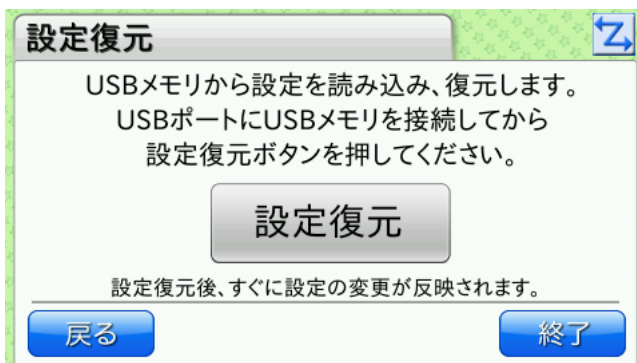 設定復元
Z
USBメモリから設定を読み込み、復元します。
USBポートにUSBメモリを接続してから
設定復元ボタンを押してください。
設定復元
設定復元後、すぐに設定の変更が反映されます。
戻る
終了